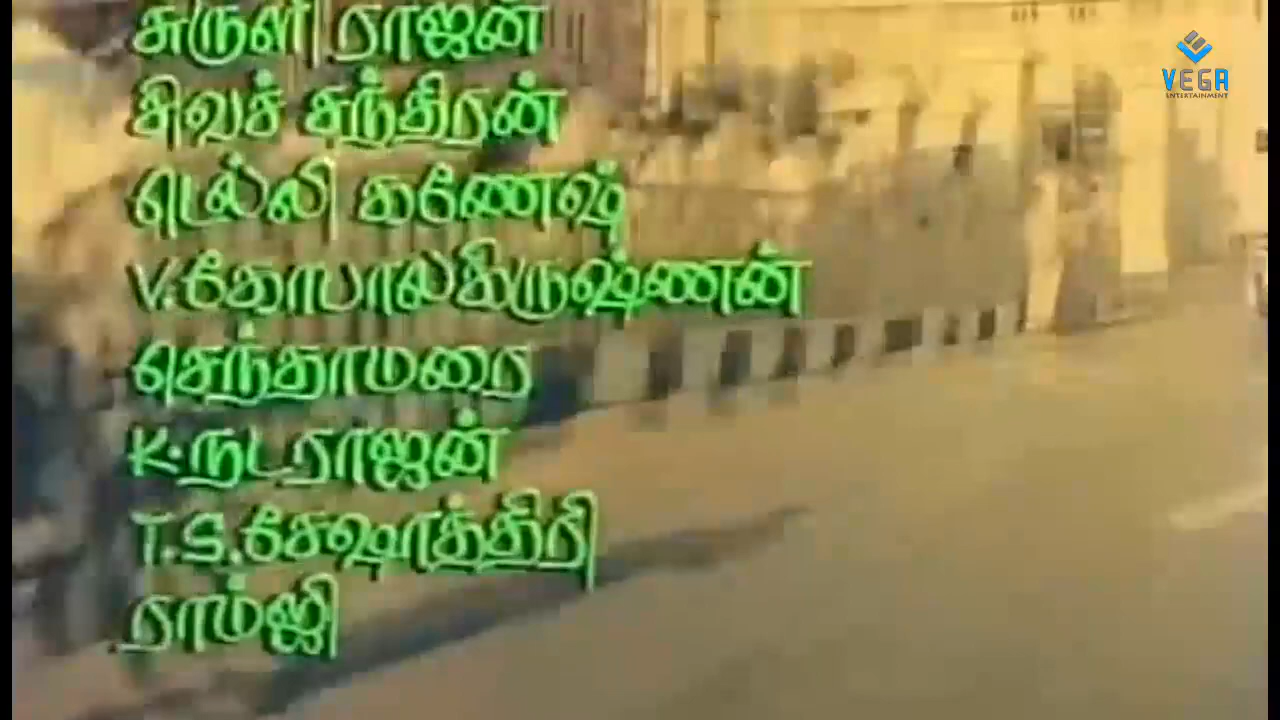 சுருளி ராஜன்
சிவச் சந்திரன்
டெல்லி கணேஷ்
V.கோபாலகிருஷ்ணன்
செந்தாமரை
K.நடராஜன்
T.S.சேஷாத்திரி
ராம்ஜி
VEGA
ENTERTAINMENT